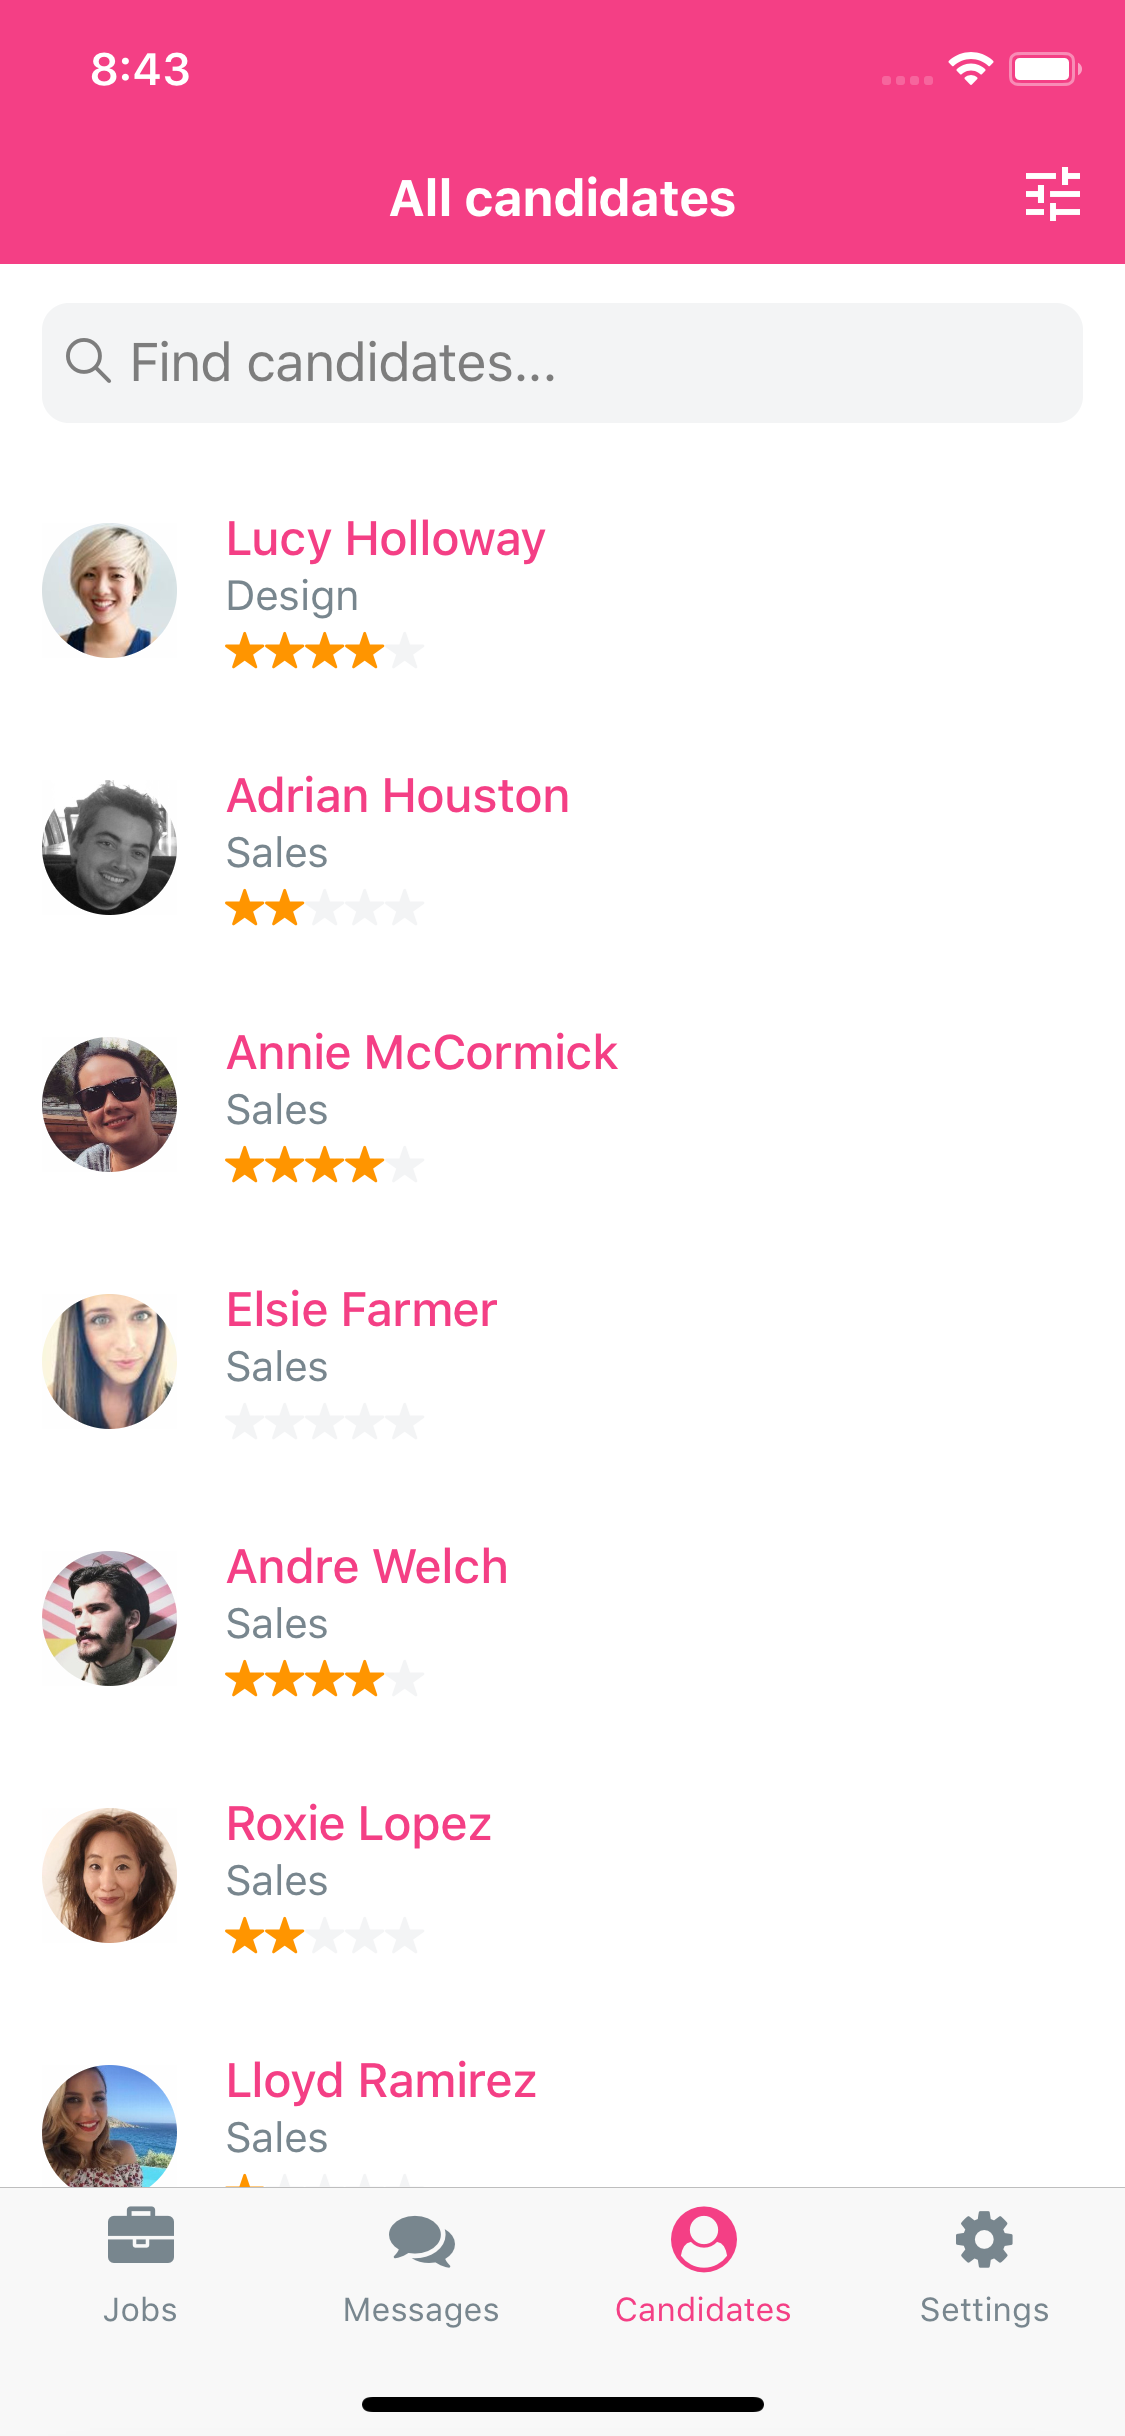 8:43
All candidates
Find candidates...
Lucy Holloway
Design
Adrian Houston
Sales
Annie McCormick
Sales
Elsie Farmer
Sales
Andre Welch
Sales
Roxie Lopez
Sales
Lloyd Ramirez
Sales
Jobs
Messages
Candidates
Settings